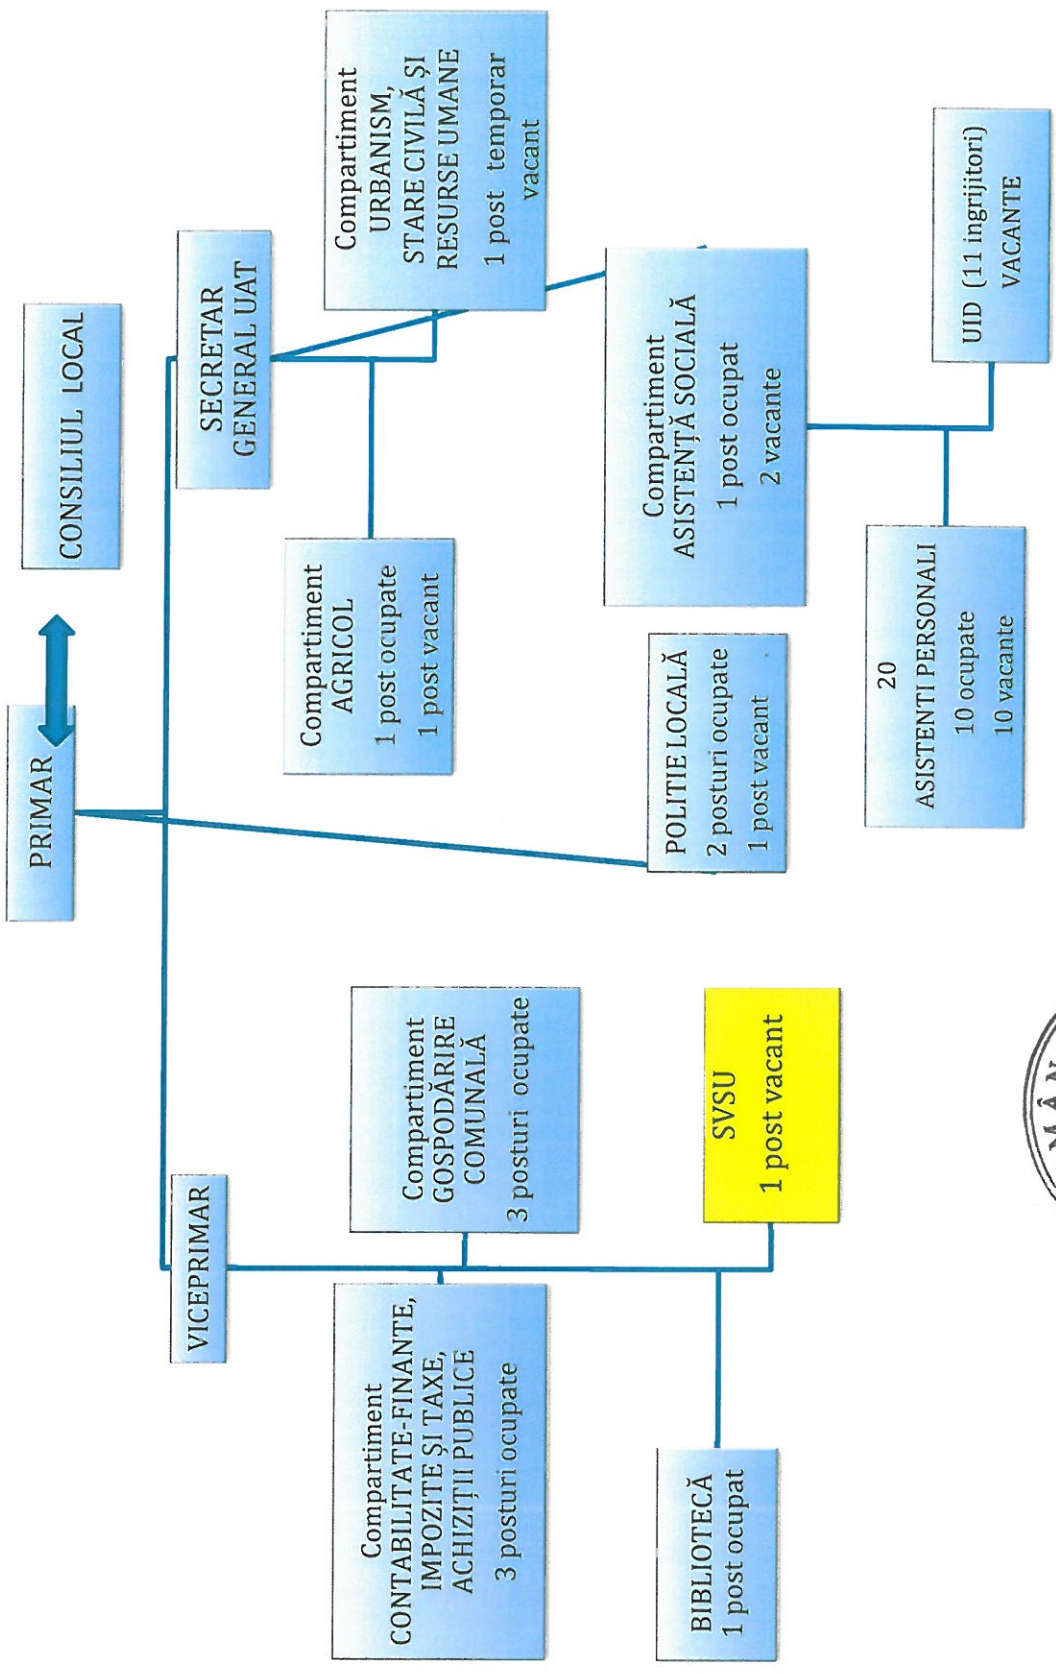 PRIMAR
CONSILIUL LOCAL
VICEPRIMAR
SECRETAR
GENERAL UAT
Compartiment
CONTABILITATE-FINANTE,
IMPOZITE ȘI TAXE,
ACHIZIȚII PUBLICE
3 posturi ocupate
Compartiment
GOSPODĂRIRE
COMUNALĂ
3 posturi ocupate
Compartiment
AGRICOL
1 post ocupate
1 post vacant
Compartiment
URBANISM,
STARE CIVILĂ ȘI
RESURSE UMANE
1 post temporar
vacant
BIBLIOTECĂ
1 post ocupat
SVSU
1 post vacant
POLITIE LOCALĂ
2 posturi ocupate
1 post vacant
Compartiment
ASISTENȚĂ SOCIALĂ
1 post ocupat
2 vacante
20
ASISTENTI PERSONALI
10 ocupate
10 vacante
UID (11 ingrijitori)
VACANTE